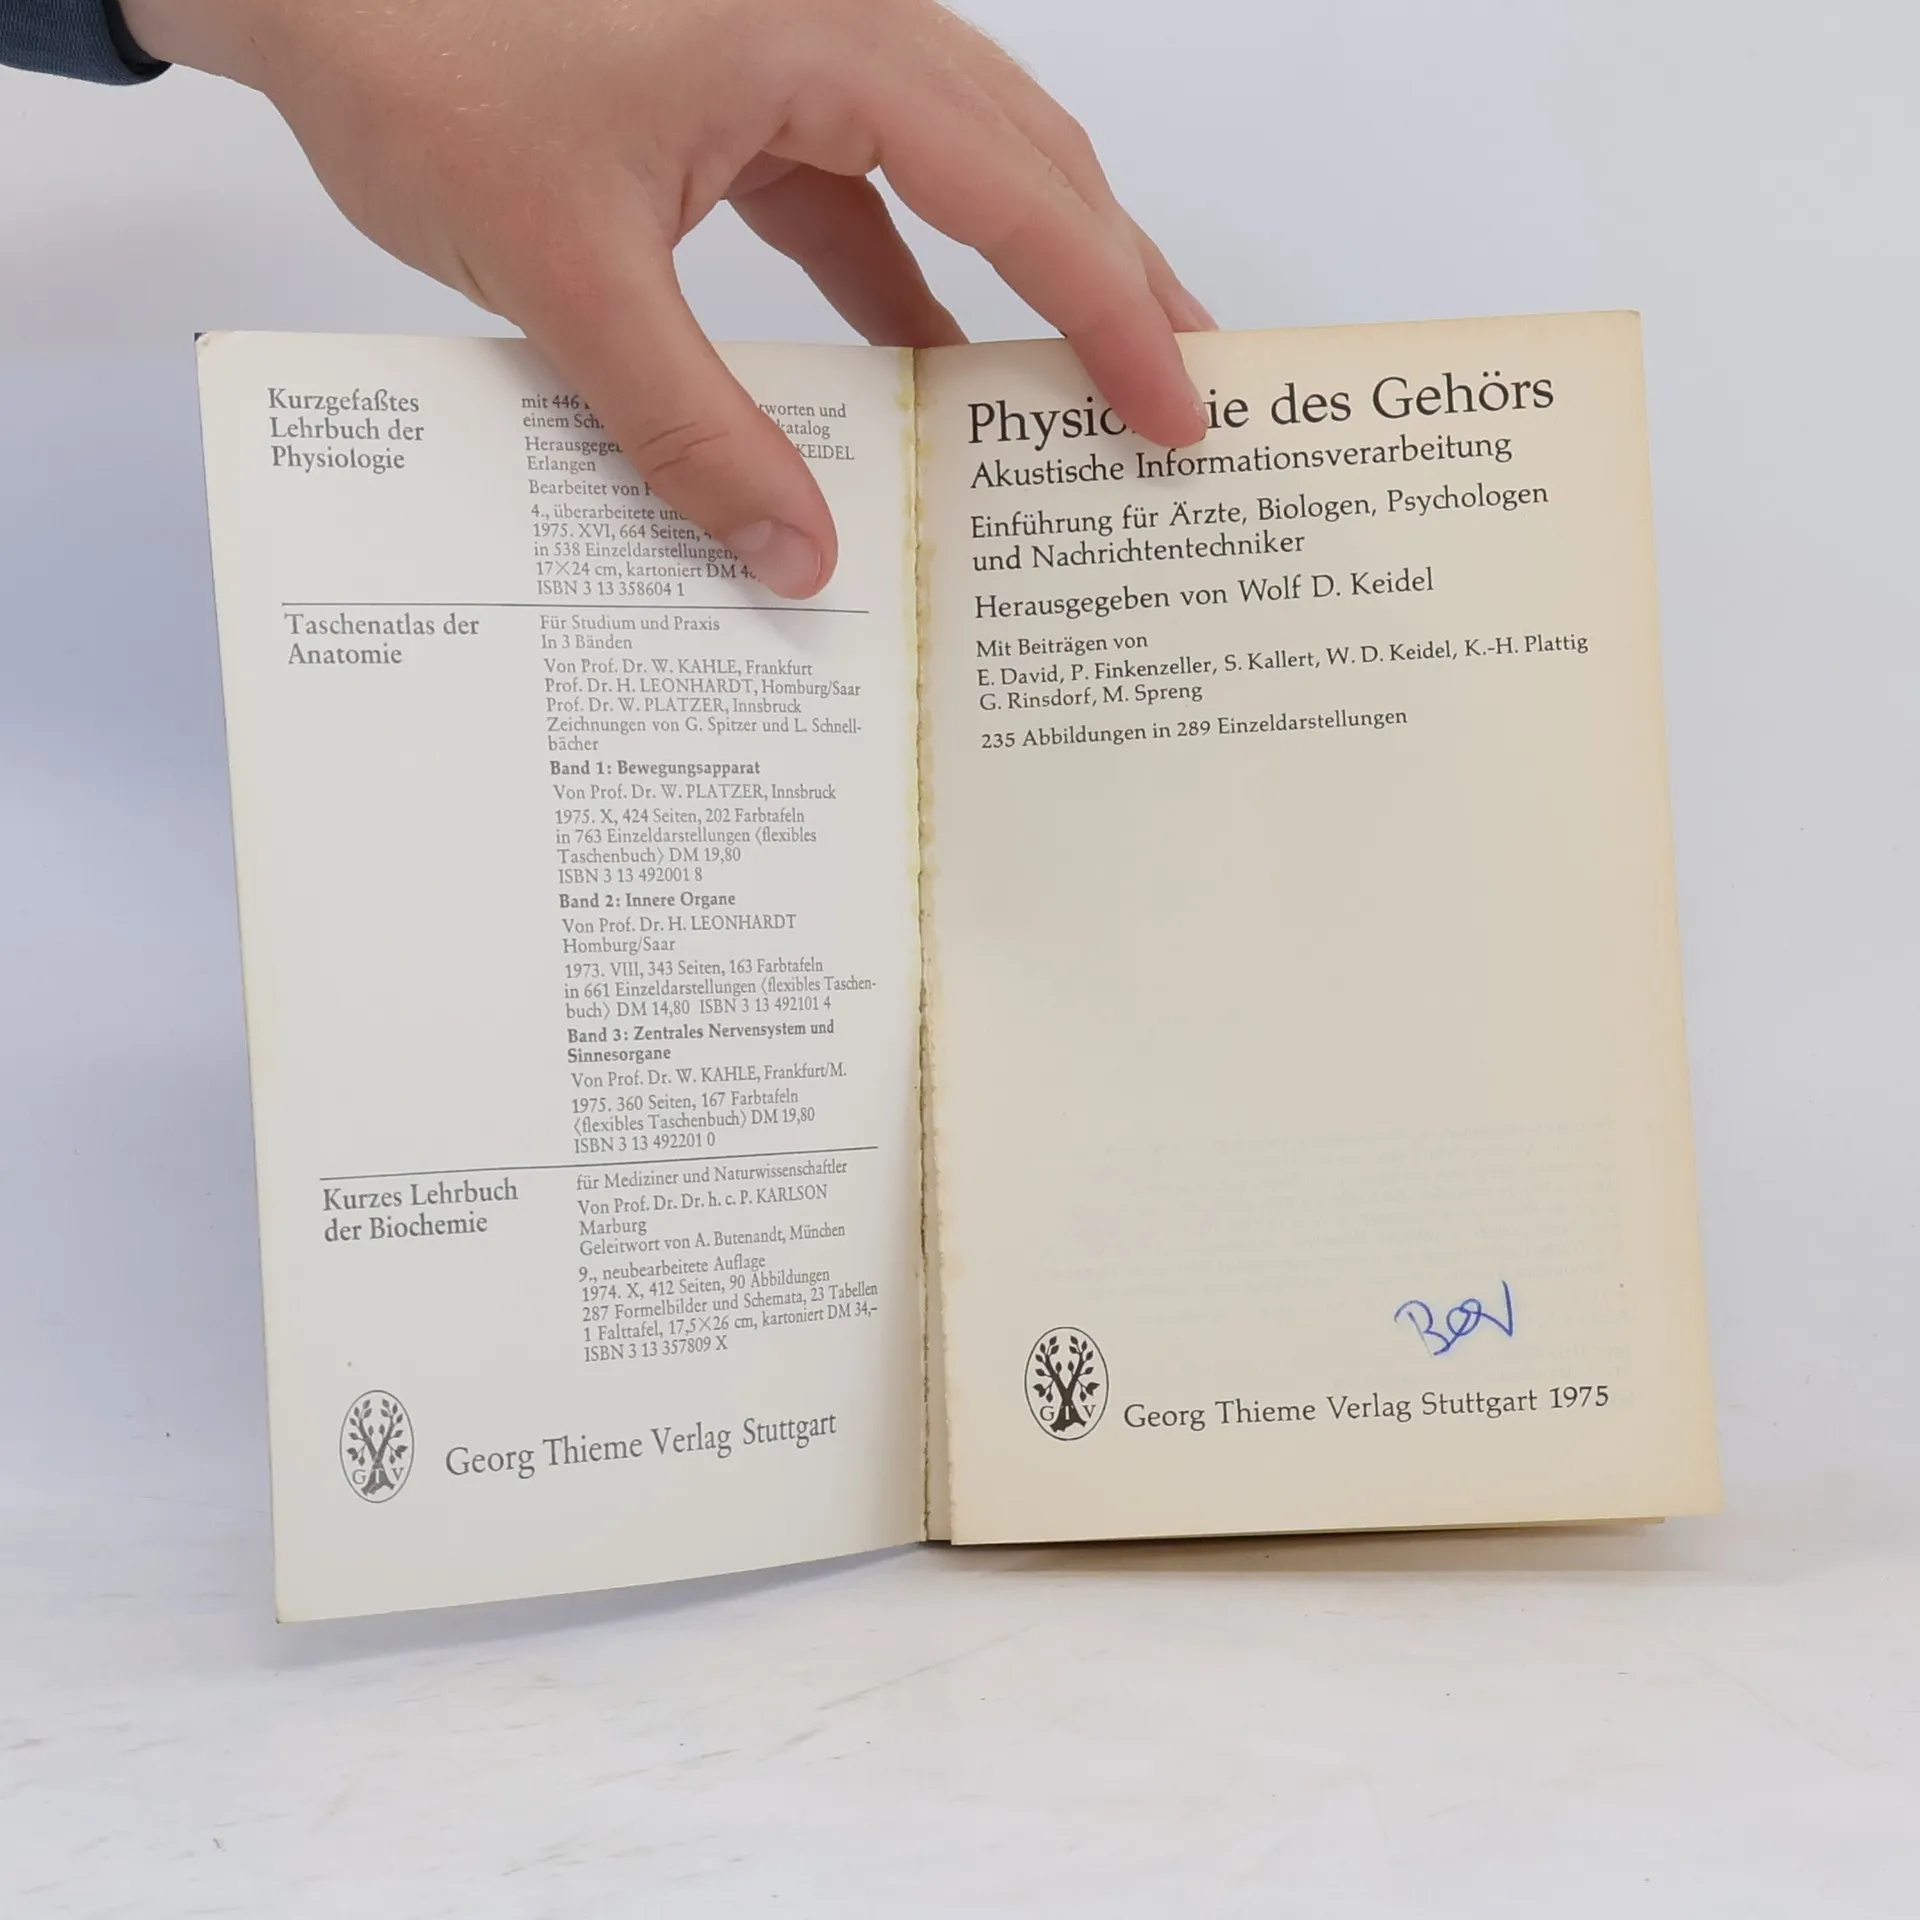 Kurzgefaßtes
Lehrbuch der
Physiologie
mit 446
worten und
einem Sch.
katalog
Herausgege
KEIDEL
Erlangen
Bearbeitet von
4., überarbeitete und
1975. XVI, 664 Seiten,
in 538 Einzeldarstellungen,
17×24 cm, kartoniert DM
ISBN 3 13 358604 1
Taschenatlas der
Anatomie
Für Studium und Praxis
In 3 Bänden
Von Prof. Dr. W. KAHLE, Frankfurt
Prof. Dr. H. LEONHARDT, Homburg/Saar
Prof. Dr. W. PLATZER, Innsbruck
Zeichnungen von G. Spitzer und L. Schnell-
bächer
Band 1: Bewegungsapparat
Von Prof. Dr. W. PLATZER, Innsbruck
1975. X, 424 Seiten, 202 Farbtafeln
in 763 Einzeldarstellungen ⟨flexibles
Taschenbuch⟩ DM 19,80
ISBN 3 13 492001 8
Band 2: Innere Organe
Von Prof. Dr. H. LEONHARDT
Homburg/Saar
1973. VIII, 343 Seiten, 163 Farbtafeln
in 661 Einzeldarstellungen ⟨flexibles Taschen-
buch⟩ DM 14,80 ISBN 3 13 492101 4
Band 3: Zentrales Nervensystem und
Sinnesorgane
Von Prof. Dr. W. KAHLE, Frankfurt/M.
1975. 360 Seiten, 167 Farbtafeln
⟨flexibles Taschenbuch⟩ DM 19,80
ISBN 3 13 492201 0
Kurzes Lehrbuch
der Biochemie
für Mediziner und Naturwissenschaftler
Von Prof. Dr. Dr. h. c. P. KARLSON
Marburg
Geleitwort von A. Butenandt, München
9., neubearbeitete Auflage
1974. X, 412 Seiten, 90 Abbildungen
287 Formelbilder und Schemata, 23 Tabellen
1 Falttafel, 17,5×26 cm, kartoniert DM 34,–
ISBN 3 13 357809 X
GTV
Georg Thieme Verlag Stuttgart
Physio ie des Gehörs
Akustische Informationsverarbeitung
Einführung für Ärzte, Biologen, Psychologen
und Nachrichtentechniker
Herausgegeben von Wolf D. Keidel
Mit Beiträgen von
E. David, P. Finkenzeller, S. Kallert, W. D. Keidel, K.-H. Plattig
G. Rinsdorf, M. Spreng
235 Abbildungen in 289 Einzeldarstellungen
GTV
Georg Thieme Verlag Stuttgart 1975